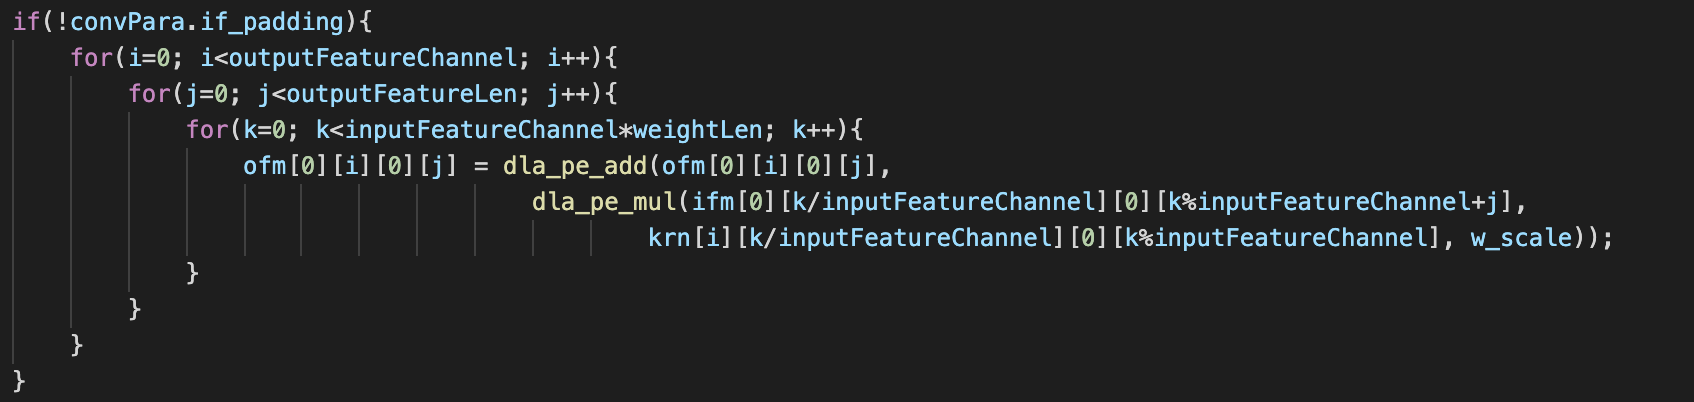 if(!convPara.if_padding){
    for(i=0; i<outputFeatureChannel; i++){
        for(j=0; j<outputFeatureLen; j++){
            for(k=0; k<inputFeatureChannel*weightLen; k++){
                ofm[0][i][0][j] = dla_pe_add(ofm[0][i][0][j],
                                    dla_pe_mul(ifm[0][k/inputFeatureChannel][0][k%inputFeatureChannel+j],
                                            krn[i][k/inputFeatureChannel][0][k%inputFeatureChannel], w_scale));
            }
        }
    }
}